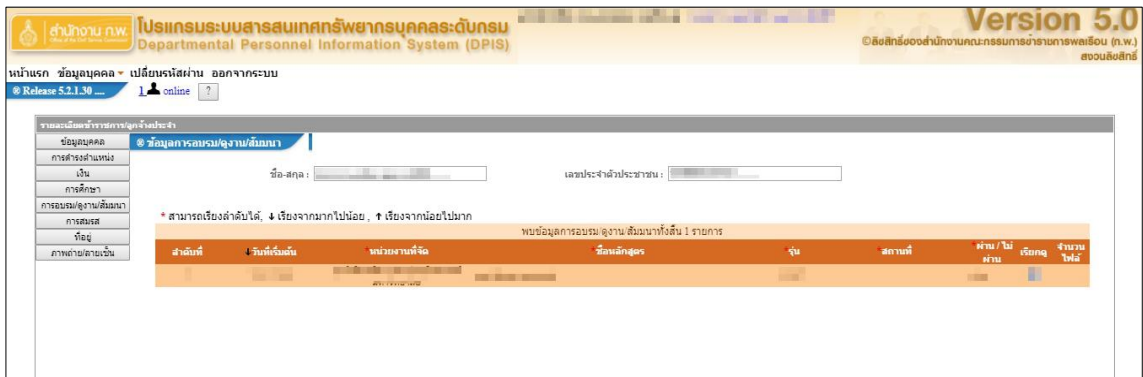 สำนักงาน ก.พ. โปรแกรมระบบสารสนเทศทรัพยากรบุคคลระดับกรม Version 5.0
Departmental Personnel Information System (DPIS) ©ลิขสิทธิ์ของสำนักงานคณะกรรมการข้าราชการพลเรือน (ก.พ.)
สงวนลิขสิทธิ์
หน้าแรก ข้อมูลบุคคล เปลี่ยนรหัสผ่าน ออกจากระบบ
® Release 5.2.1.30 .... 1 online ?
รายละเอียดข้าราชการ/ลูกจ้างประจำ
ข้อมูลบุคคล ® ข้อมูลการอบรม/ดูงาน/สัมมนา
การดำรงตำแหน่ง
เงิน ชื่อ-สกุล : เลขประจำตัวประชาชน :
การศึกษา
การอบรม/ดูงาน/สัมมนา
การสมรส * สามารถเรียงลำดับได้, ↓ เรียงจากมากไปน้อย , ↑ เรียงจากน้อยไปมาก
ที่อยู่ พบข้อมูลการอบรม/ดูงาน/สัมมนาทั้งสิ้น 1 รายการ
ภาพถ่าย/ลายเซ็น ลำดับที่ ↓วันที่เริ่มต้น *หน่วยงานที่จัด *ชื่อหลักสูตร *รุ่น *สถานที่ *ผ่าน / ไม่ผ่าน เรียกดู จำนวนไฟล์